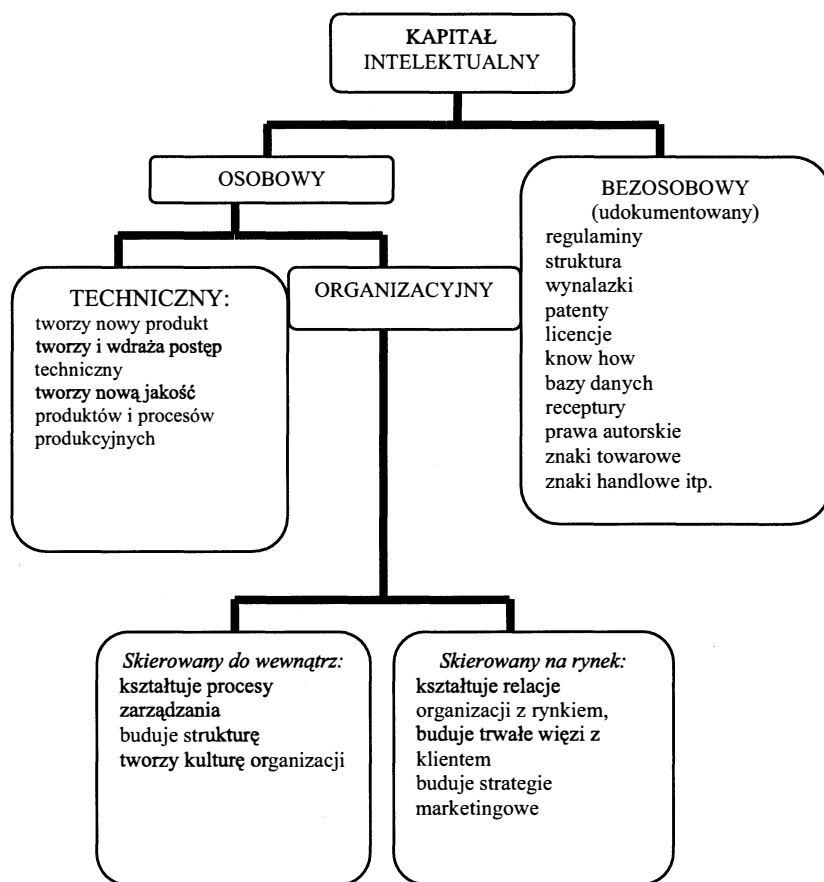 KAPITAŁ
INTELEKTUALNY
OSOBOWY
BEZOSOBOWY
(udokumentowany)
regulaminy
struktura
wynalazki
patenty
licencje
know how
bazy danych
receptury
prawa autorskie
znaki towarowe
znaki handlowe itp.
TECHNICZNY:
tworzy nowy produkt
tworzy i wdraża postęp
techniczny
tworzy nową jakość
produktów i procesów
produkcyjnych
ORGANIZACYJNY
Skierowany do wewnątrz:
kształtuje procesy
zarządzania
buduje strukturę
tworzy kulturę organizacji
Skierowany na rynek:
kształtuje relacje
organizacji z rynkiem,
buduje trwałe więzi z
klientem
buduje strategie
marketingowe